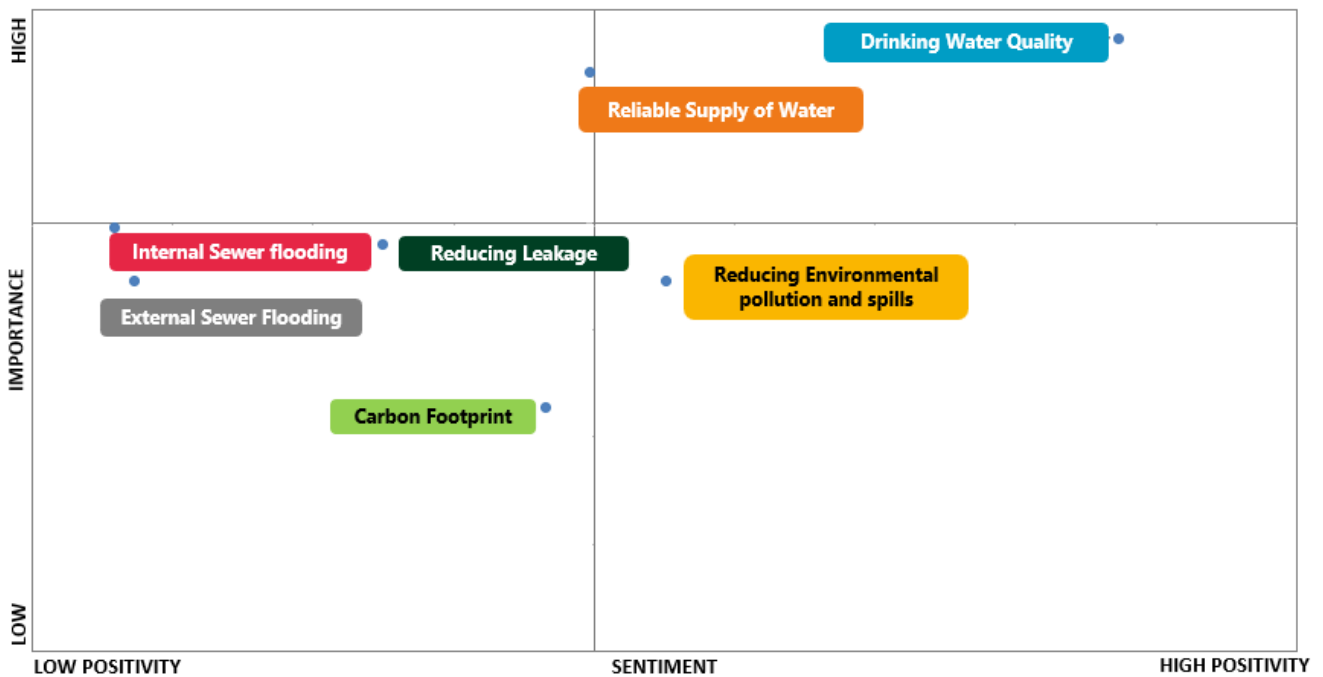 HIGH
Drinking Water Quality
Reliable Supply of Water
Internal Sewer flooding
Reducing Leakage
Reducing Environmental
pollution and spills
External Sewer Flooding
IMPORTANCE
Carbon Footprint
LOW
LOW POSITIVITY
SENTIMENT
HIGH POSITIVITY